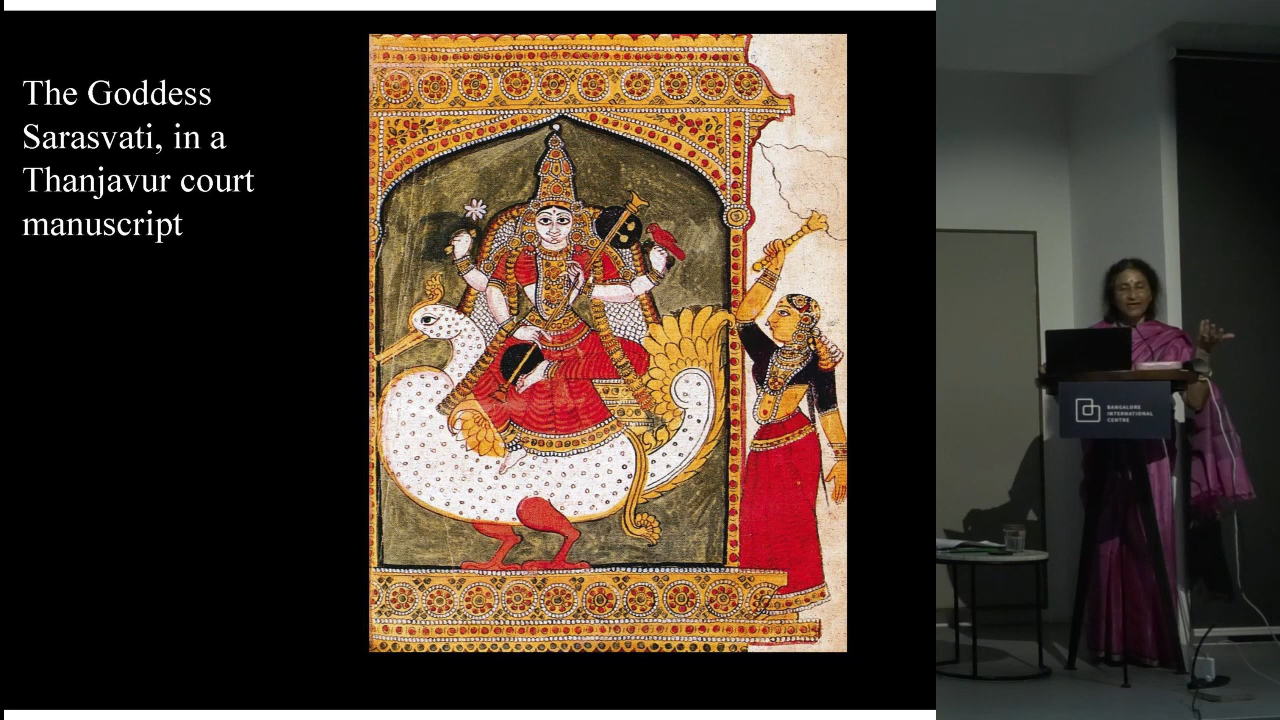 The Goddess
Sarasvati, in a
Thanjavur court
manuscript
BANGALORE
INTERNATIONAL
CENTRE